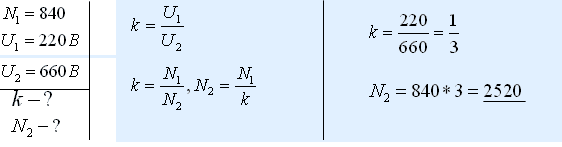 N₁ = 840
U₁ = 220 В
U₂ = 660 В
k − ?
N₂ − ?
k = U₁/U₂
k = N₁/N₂, N₂ = N₁/k
k = 220/660 = 1/3
N₂ = 840 * 3 = 2520